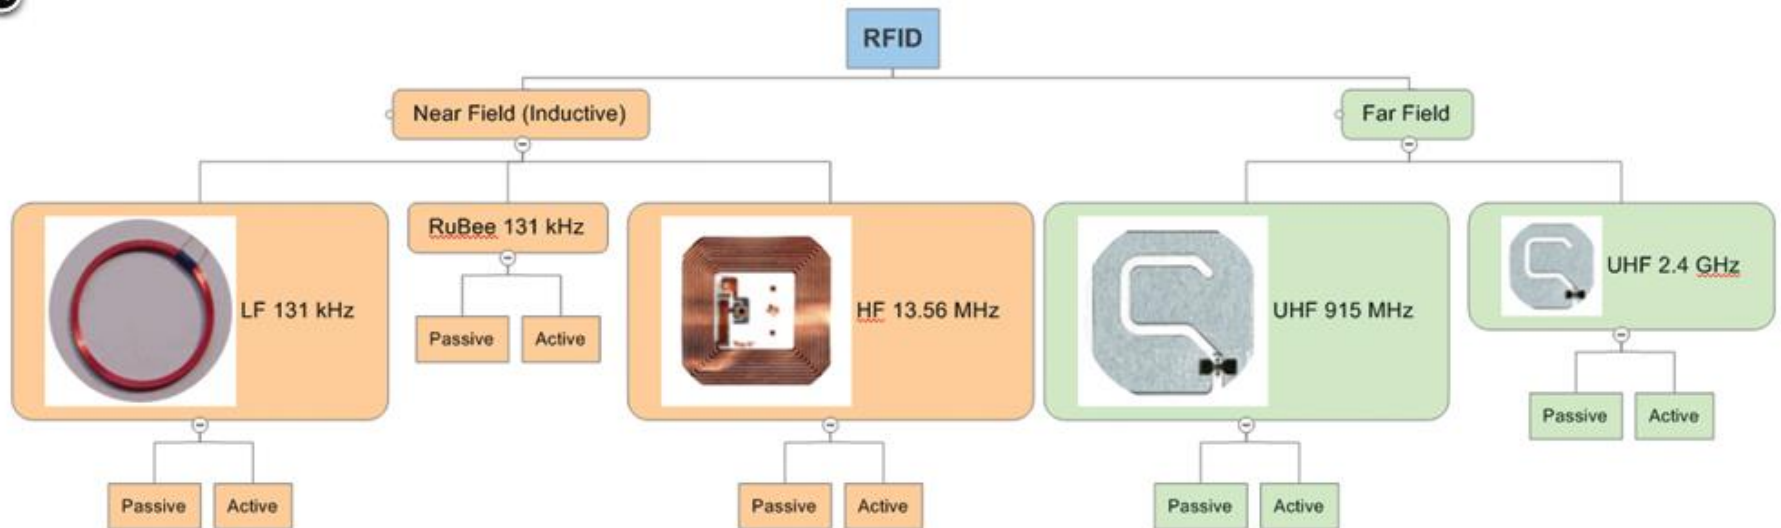 RFID
Near Field (Inductive)
Far Field
LF 131 kHz
RuBee 131 kHz
HF 13.56 MHz
UHF 915 MHz
UHF 2.4 GHz
Passive
Active
Passive
Active
Passive
Active
Passive
Active
Passive
Active